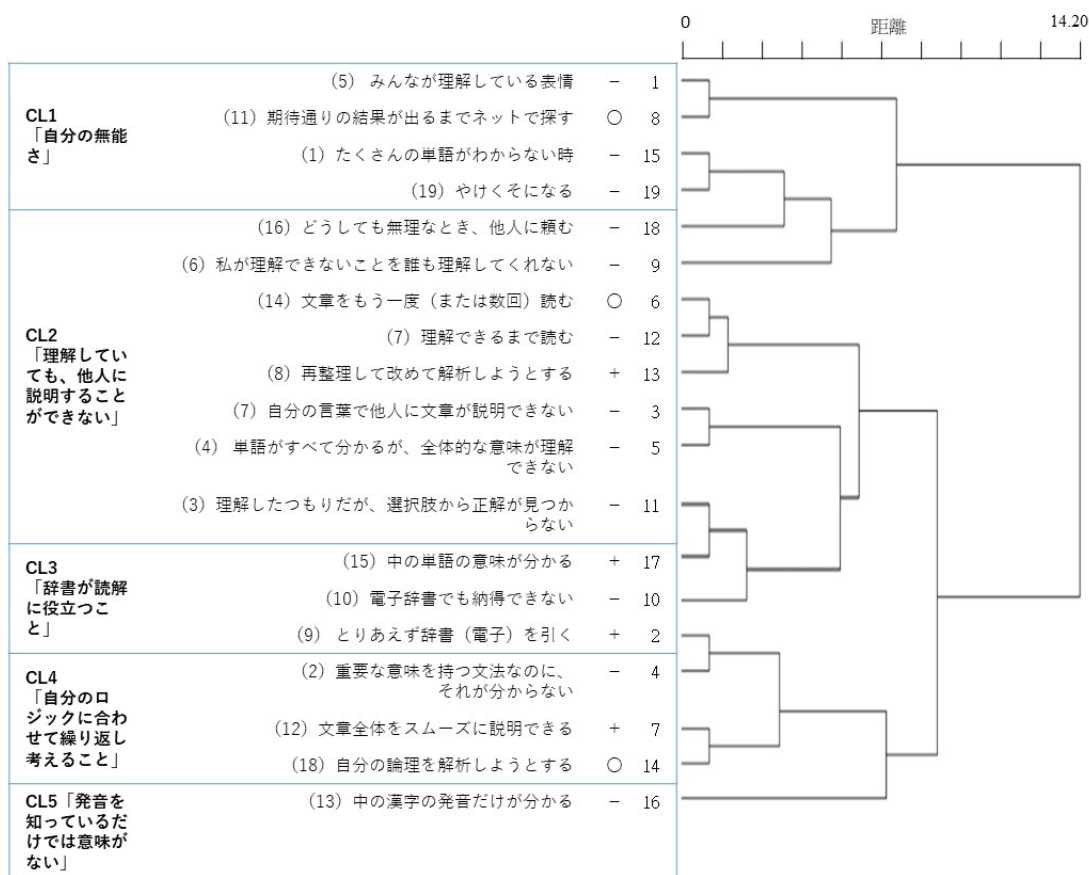 0 距離 14.20
CL1
「自分の無能
さ」
(5) みんなが理解している表情 － 1
(11) 期待通りの結果が出るまでネットで探す ○ 8
(1) たくさんの単語がわからない時 － 15
(19) やけくそになる － 19
CL2
「理解してい
ても、他人に
説明すること
ができない」
(16) どうしても無理なとき、他人に頼む － 18
(6) 私が理解できないことを誰も理解してくれない － 9
(14) 文章をもう一度（または数回）読む ○ 6
(7) 理解できるまで読む － 12
(8) 再整理して改めて解析しようとする + 13
(7) 自分の言葉で他人に文章が説明できない － 3
(4) 単語がすべて分かるが、全体的な意味が理解 － 5
できない
(3) 理解したつもりだが、選択肢から正解が見つか － 11
らない
CL3
「辞書が読解
に役立つこ
と」
(15) 中の単語の意味が分かる + 17
(10) 電子辞書でも納得できない － 10
(9) とりあえず辞書（電子）を引く + 2
CL4
「自分のロ
ジックに合わ
せて繰り返し
考えること」
(2) 重要な意味を持つ文法なのに、 － 4
それが分からない
(12) 文章全体をスムーズに説明できる + 7
(18) 自分の論理を解析しようとする ○ 14
CL5「発音を
知っているだ
けでは意味が
ない」
(13) 中の漢字の発音だけが分かる － 16